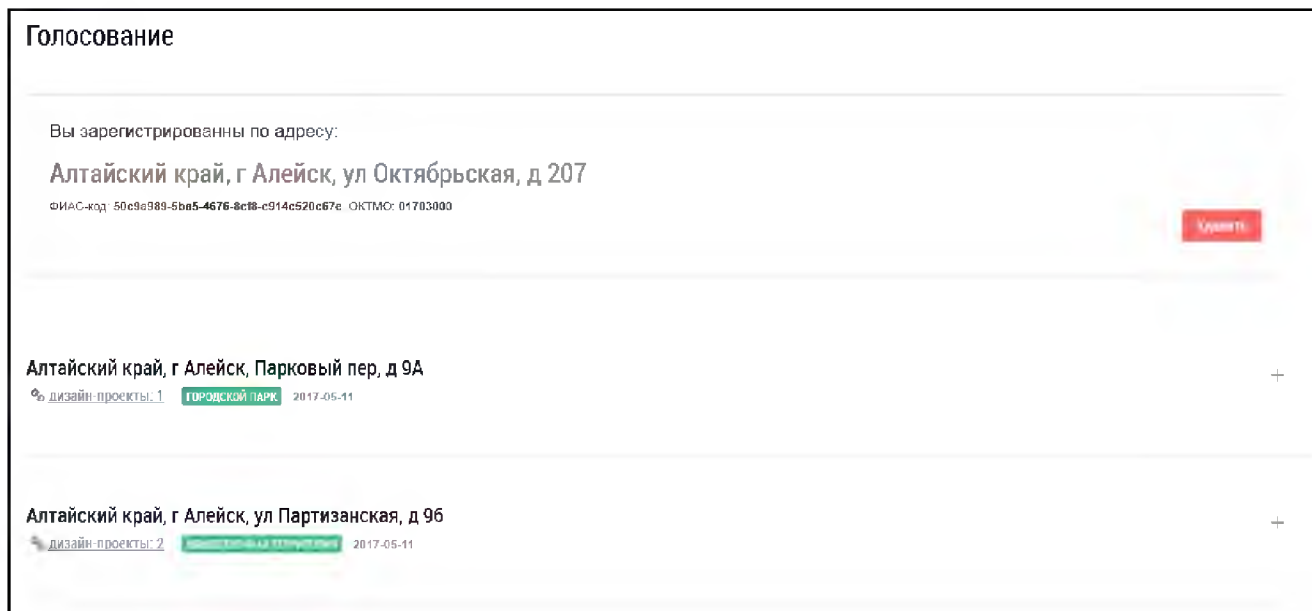 Голосование
Вы зарегистрированны по адресу:
Алтайский край, г Алейск, ул Октябрьская, д 207
ФИАС-код: 50c9a989-5ba5-4676-8cf8-c914c520c67e ОКТМО: 01703000
Удалить
Алтайский край, г Алейск, Парковый пер, д 9А
дизайн-проекты: 1 ГОРОДСКОЙ ПАРК 2017-05-11
Алтайский край, г Алейск, ул Партизанская, д 96
дизайн-проекты: 2 2017-05-11